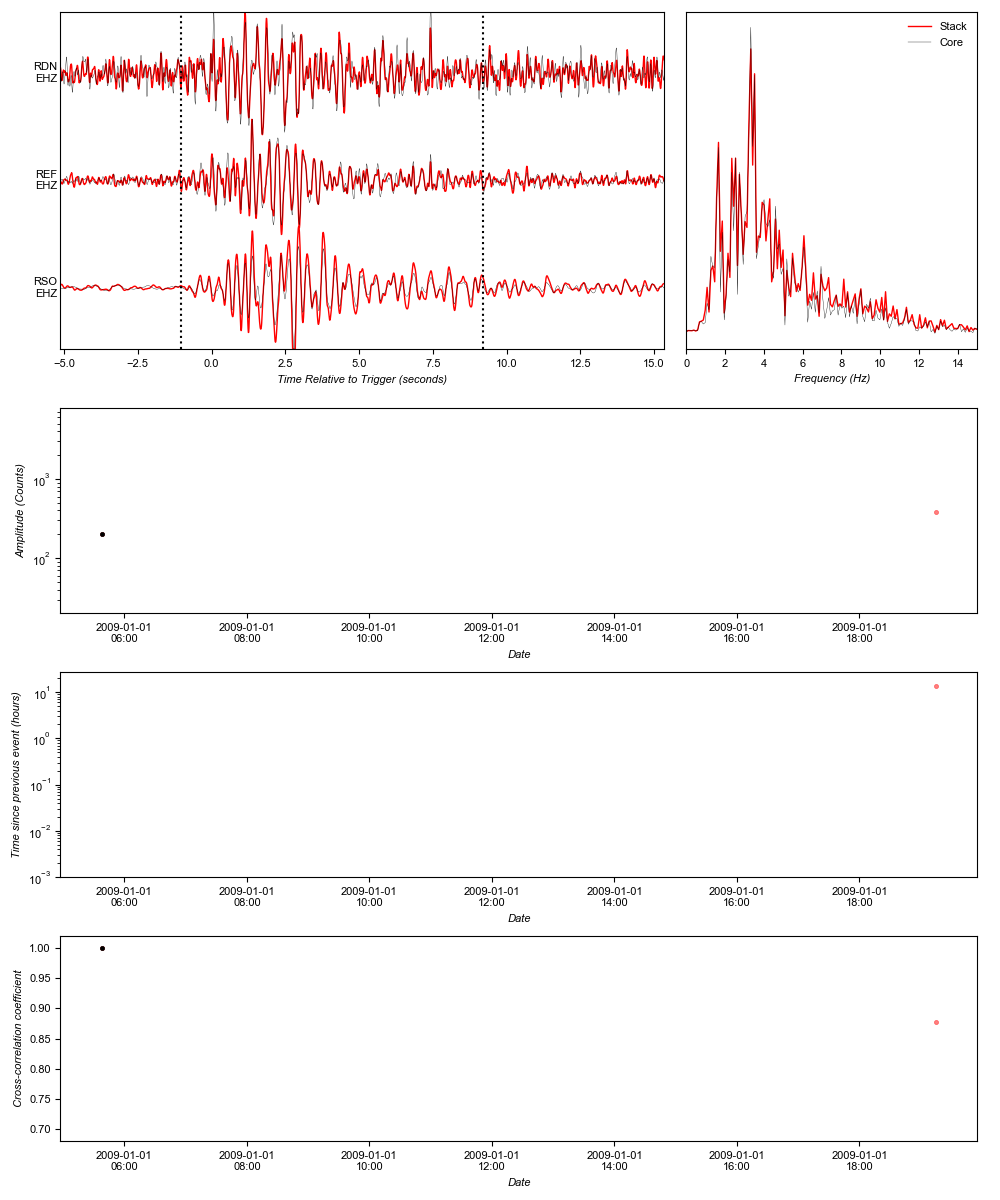 RDN
EHZ
REF
EHZ
RSO
EHZ
−5.0 −2.5 0.0 2.5 5.0 7.5 10.0 12.5 15.0
Time Relative to Trigger (seconds)
Stack
Core
0 2 4 6 8 10 12 14
Frequency (Hz)
Amplitude (Counts)
10³
10²
2009-01-01 2009-01-01 2009-01-01 2009-01-01 2009-01-01 2009-01-01 2009-01-01
06:00 08:00 10:00 12:00 14:00 16:00 18:00
Date
Time since previous event (hours)
10¹
10⁰
10⁻¹
10⁻²
10⁻³
2009-01-01 2009-01-01 2009-01-01 2009-01-01 2009-01-01 2009-01-01 2009-01-01
06:00 08:00 10:00 12:00 14:00 16:00 18:00
Date
Cross-correlation coefficient
1.00
0.95
0.90
0.85
0.80
0.75
0.70
2009-01-01 2009-01-01 2009-01-01 2009-01-01 2009-01-01 2009-01-01 2009-01-01
06:00 08:00 10:00 12:00 14:00 16:00 18:00
Date